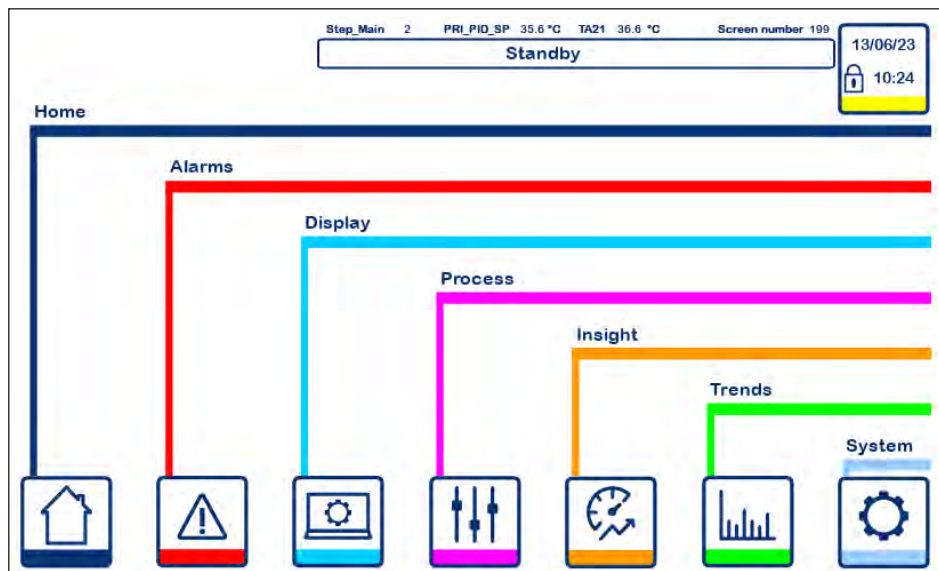 Step_Main 2 PRI_PID_SP 35.6 °C TA21 36.6 °C Screen number 199
Standby
13/06/23
10:24
Home
Alarms
Display
Process
Insight
Trends
System